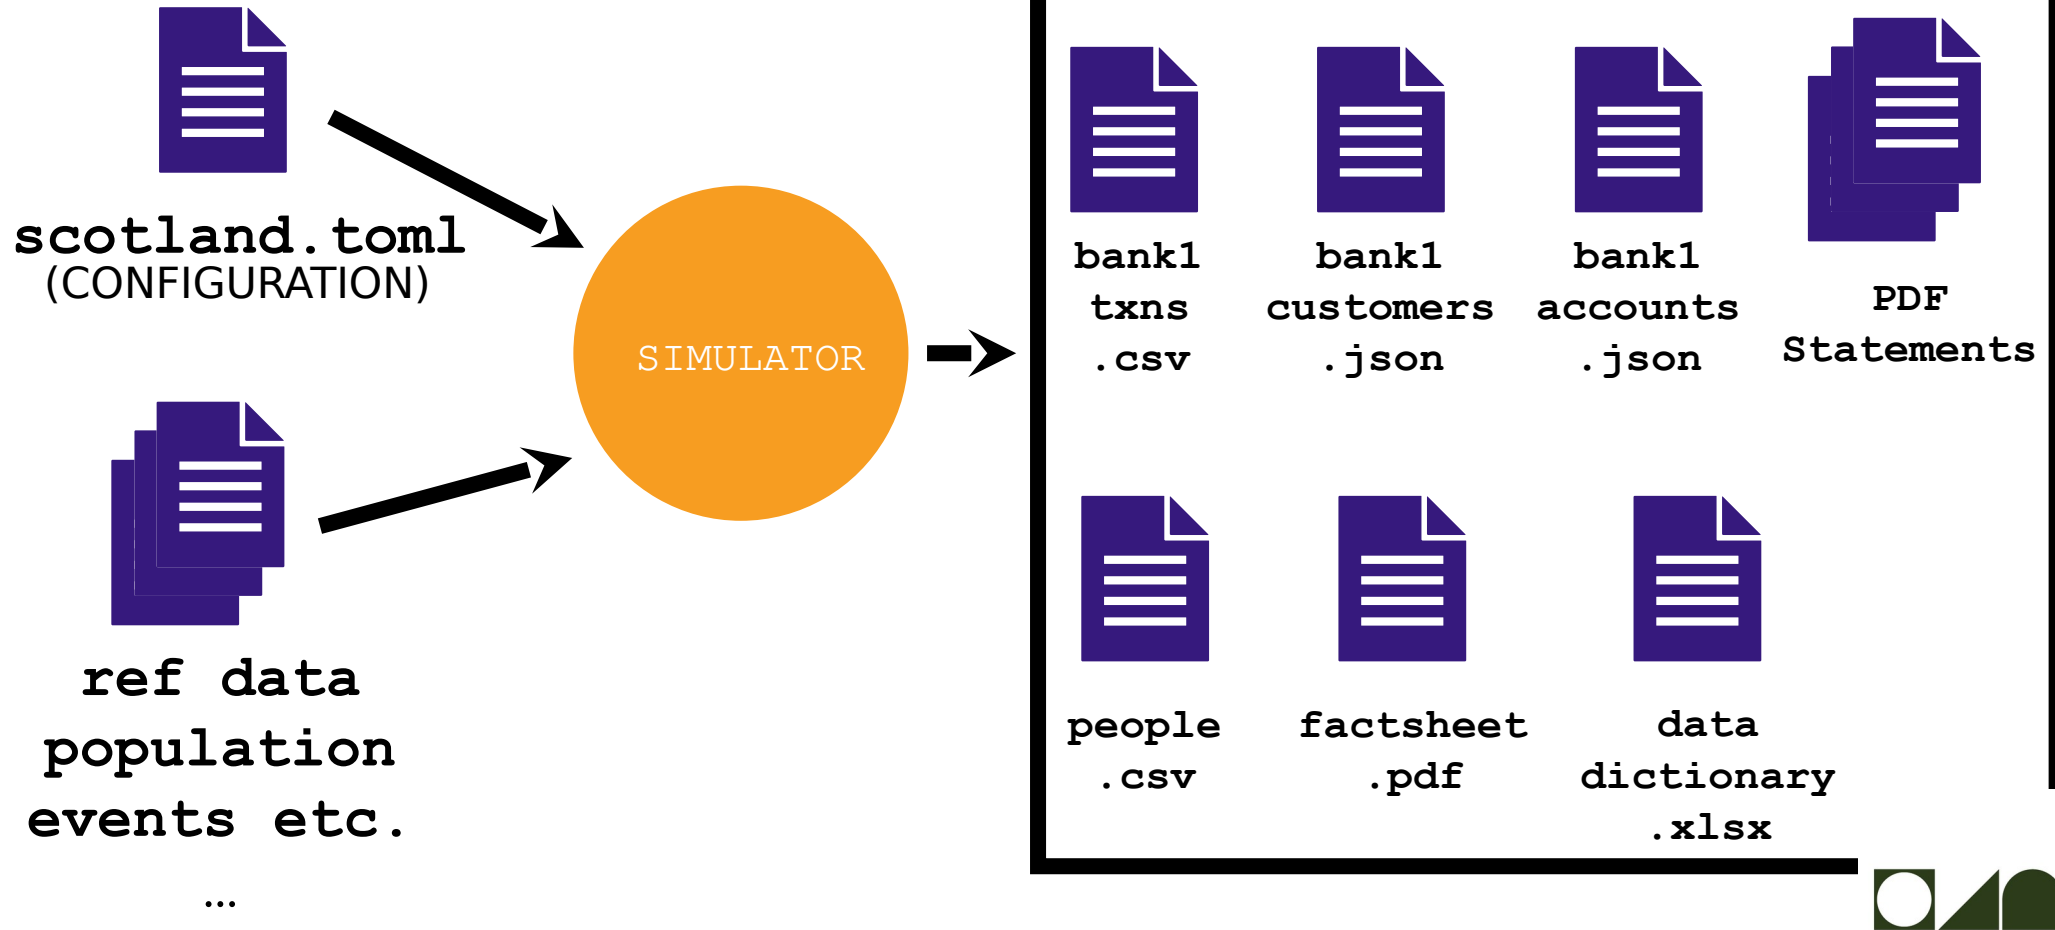 scotland.toml
(CONFIGURATION)
ref data
population
events etc.
...
SIMULATOR
bank1
txns
.csv
bank1
customers
.json
bank1
accounts
.json
PDF
Statements
people
.csv
factsheet
.pdf
data
dictionary
.xlsx